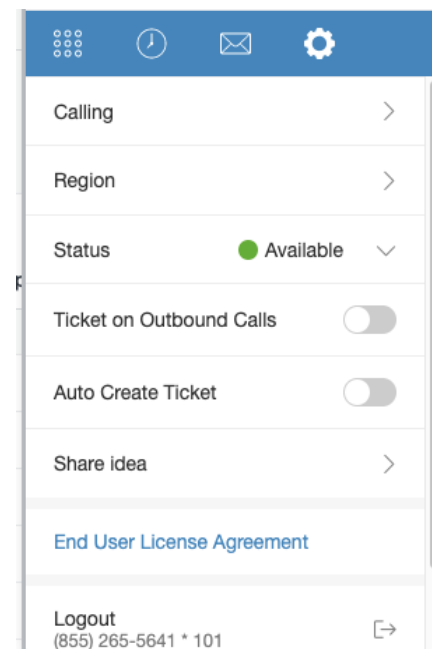 Calling
Region
Status Available
Ticket on Outbound Calls
Auto Create Ticket
Share idea
End User License Agreement
Logout
(855) 265-5641 * 101